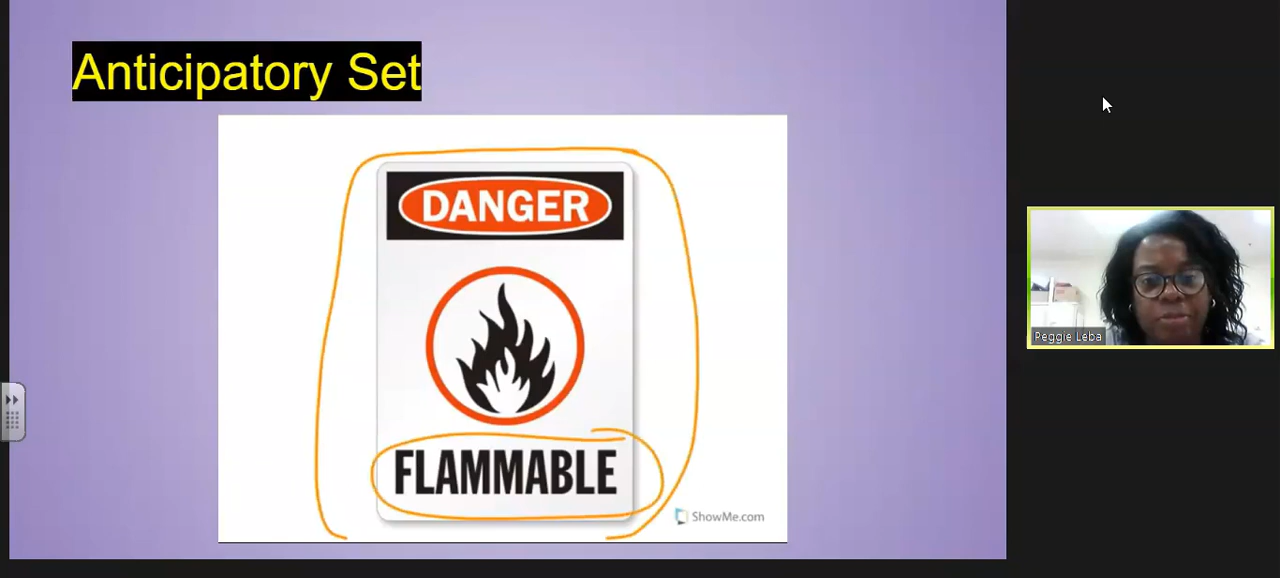 Anticipatory Set
DANGER
FLAMMABLE
ShowMe.com
Peggie Leba